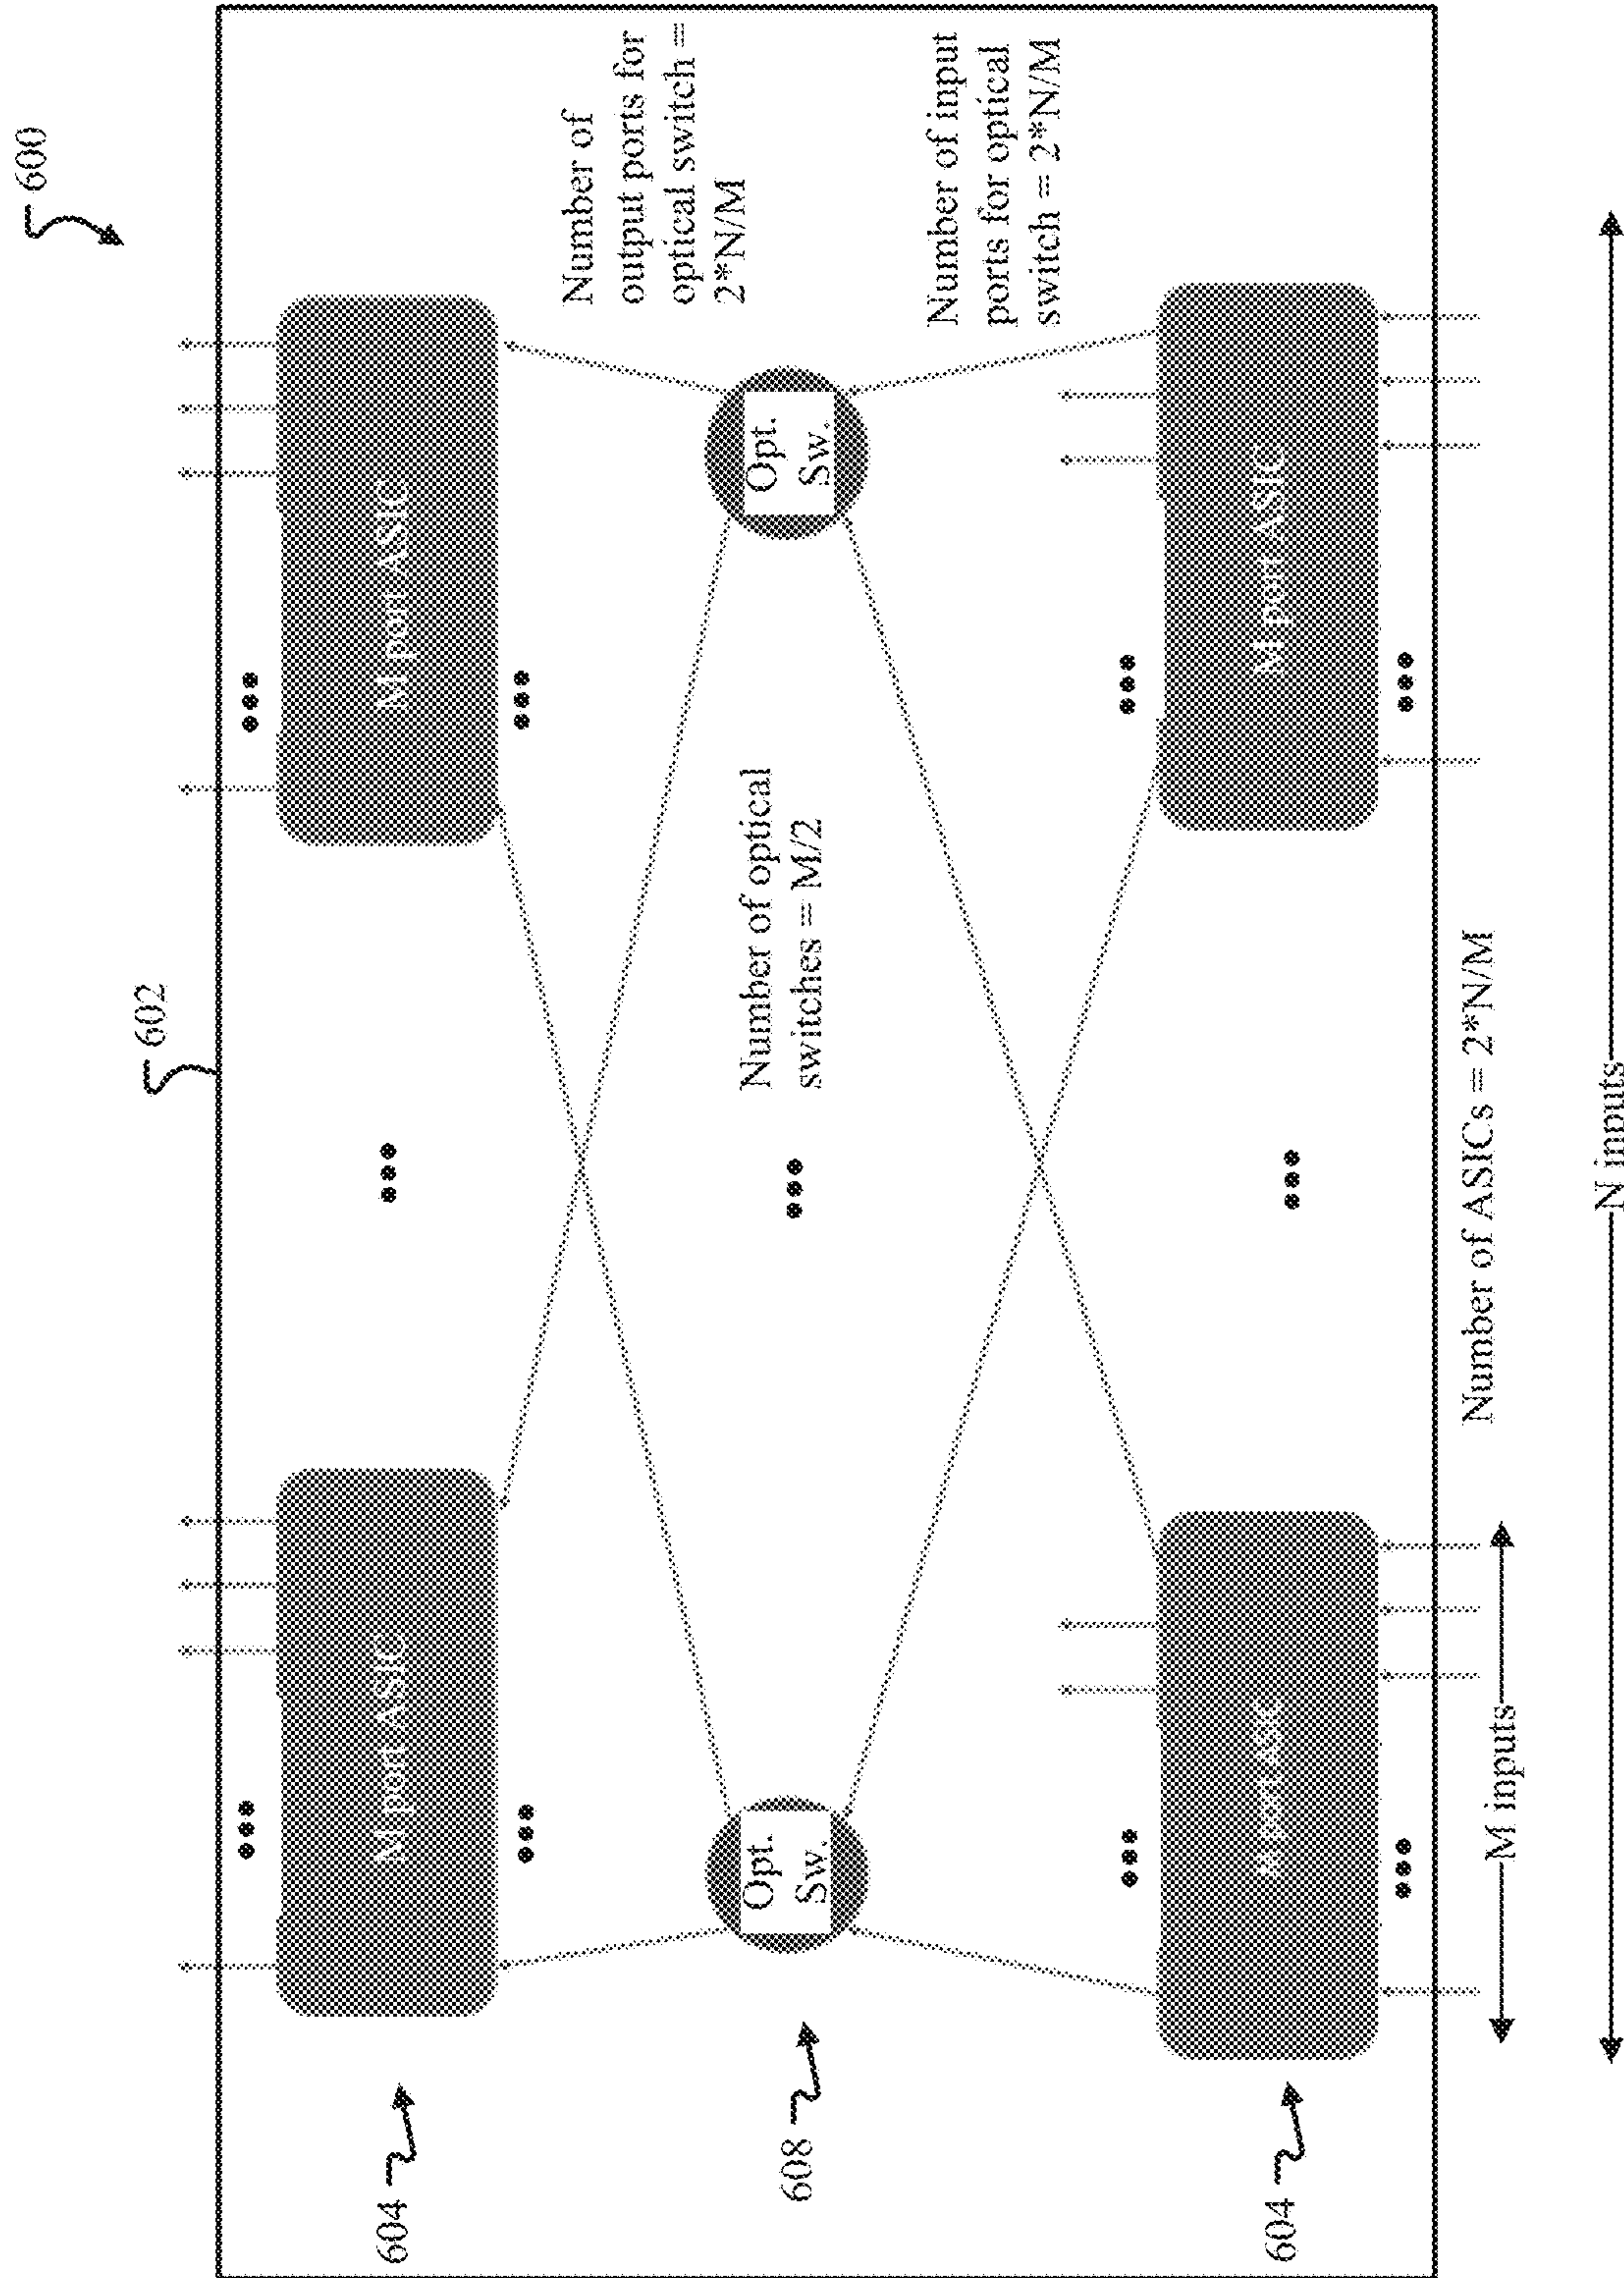 600
602
604
M port ASIC
M port ASIC
Number of
output ports for
optical switch =
2*N/M
608
Opt.
Sw.
Number of optical
switches = M/2
Opt.
Sw.
Number of input
ports for optical
switch = 2*N/M
604
M port ASIC
M port ASIC
Number of ASICs = 2*N/M
M inputs
N inputs